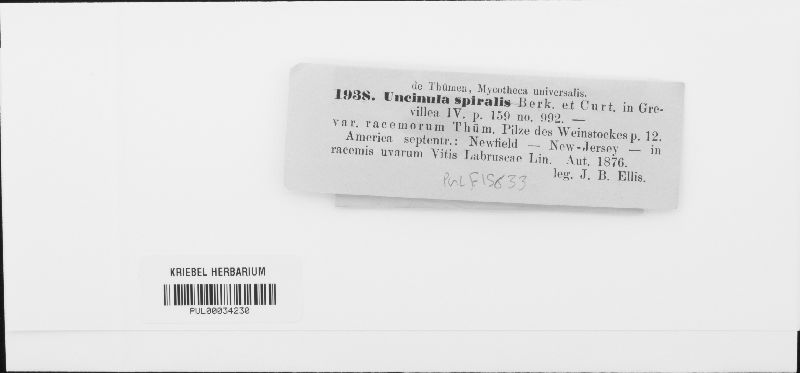 de Thümen, Mycotheca universalis.
1938. Uncinula spiralis Berk. et Curt. in Gre-
villea IV. p. 159 no. 992. —
var. racemorum Thüm. Pilze des Weinstockes p. 12.
America septentr.: Newfield — New-Jersey — in
racemis uvarum Vitis Labruscae Lin. Aut. 1876.
leg. J. B. Ellis.
PUL F15633
KRIEBEL HERBARIUM
PUL00034230